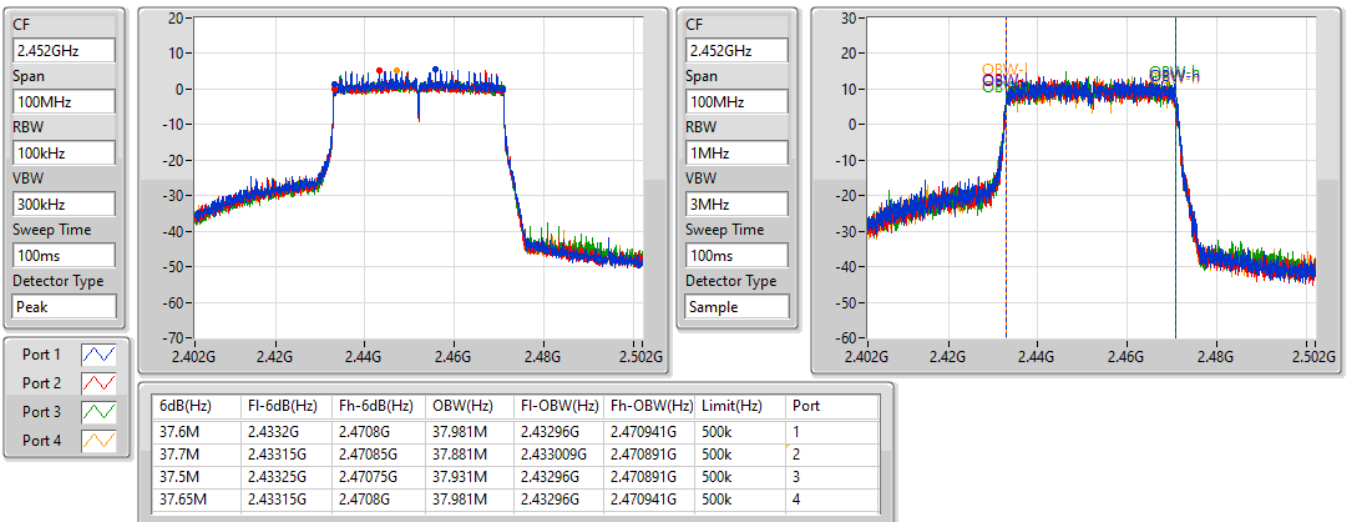 CF
2.452GHz
Span
100MHz
RBW
100kHz
VBW
300kHz
Sweep Time
100ms
Detector Type
Peak
20
10
0
-10
-20
-30
-40
-50
-60
-70
2.402G 2.42G 2.44G 2.46G 2.48G 2.502G
CF
2.452GHz
Span
100MHz
RBW
1MHz
VBW
3MHz
Sweep Time
100ms
Detector Type
Sample
30
20
10
0
-10
-20
-30
-40
-50
-60
OBW-l
OBW-h
2.402G 2.42G 2.44G 2.46G 2.48G 2.502G
Port 1
Port 2
Port 3
Port 4
6dB(Hz) Fl-6dB(Hz) Fh-6dB(Hz) OBW(Hz) Fl-OBW(Hz) Fh-OBW(Hz) Limit(Hz) Port
37.6M 2.4332G 2.4708G 37.981M 2.43296G 2.470941G 500k 1
37.7M 2.43315G 2.47085G 37.881M 2.433009G 2.470891G 500k 2
37.5M 2.43325G 2.47075G 37.931M 2.43296G 2.470891G 500k 3
37.65M 2.43315G 2.4708G 37.981M 2.43296G 2.470941G 500k 4